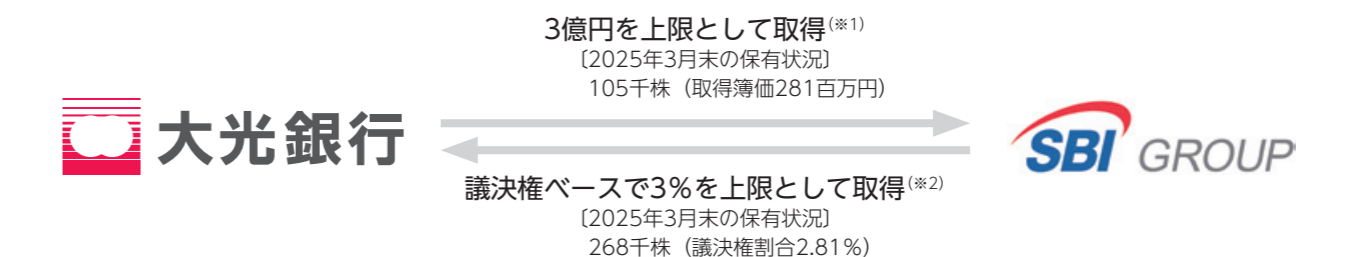 3億円を上限として取得(※1)
〔2025年3月末の保有状況〕
105千株（取得簿価281百万円）
大光銀行
SBI GROUP
議決権ベースで3％を上限として取得(※2)
〔2025年3月末の保有状況〕
268千株（議決権割合2.81％）